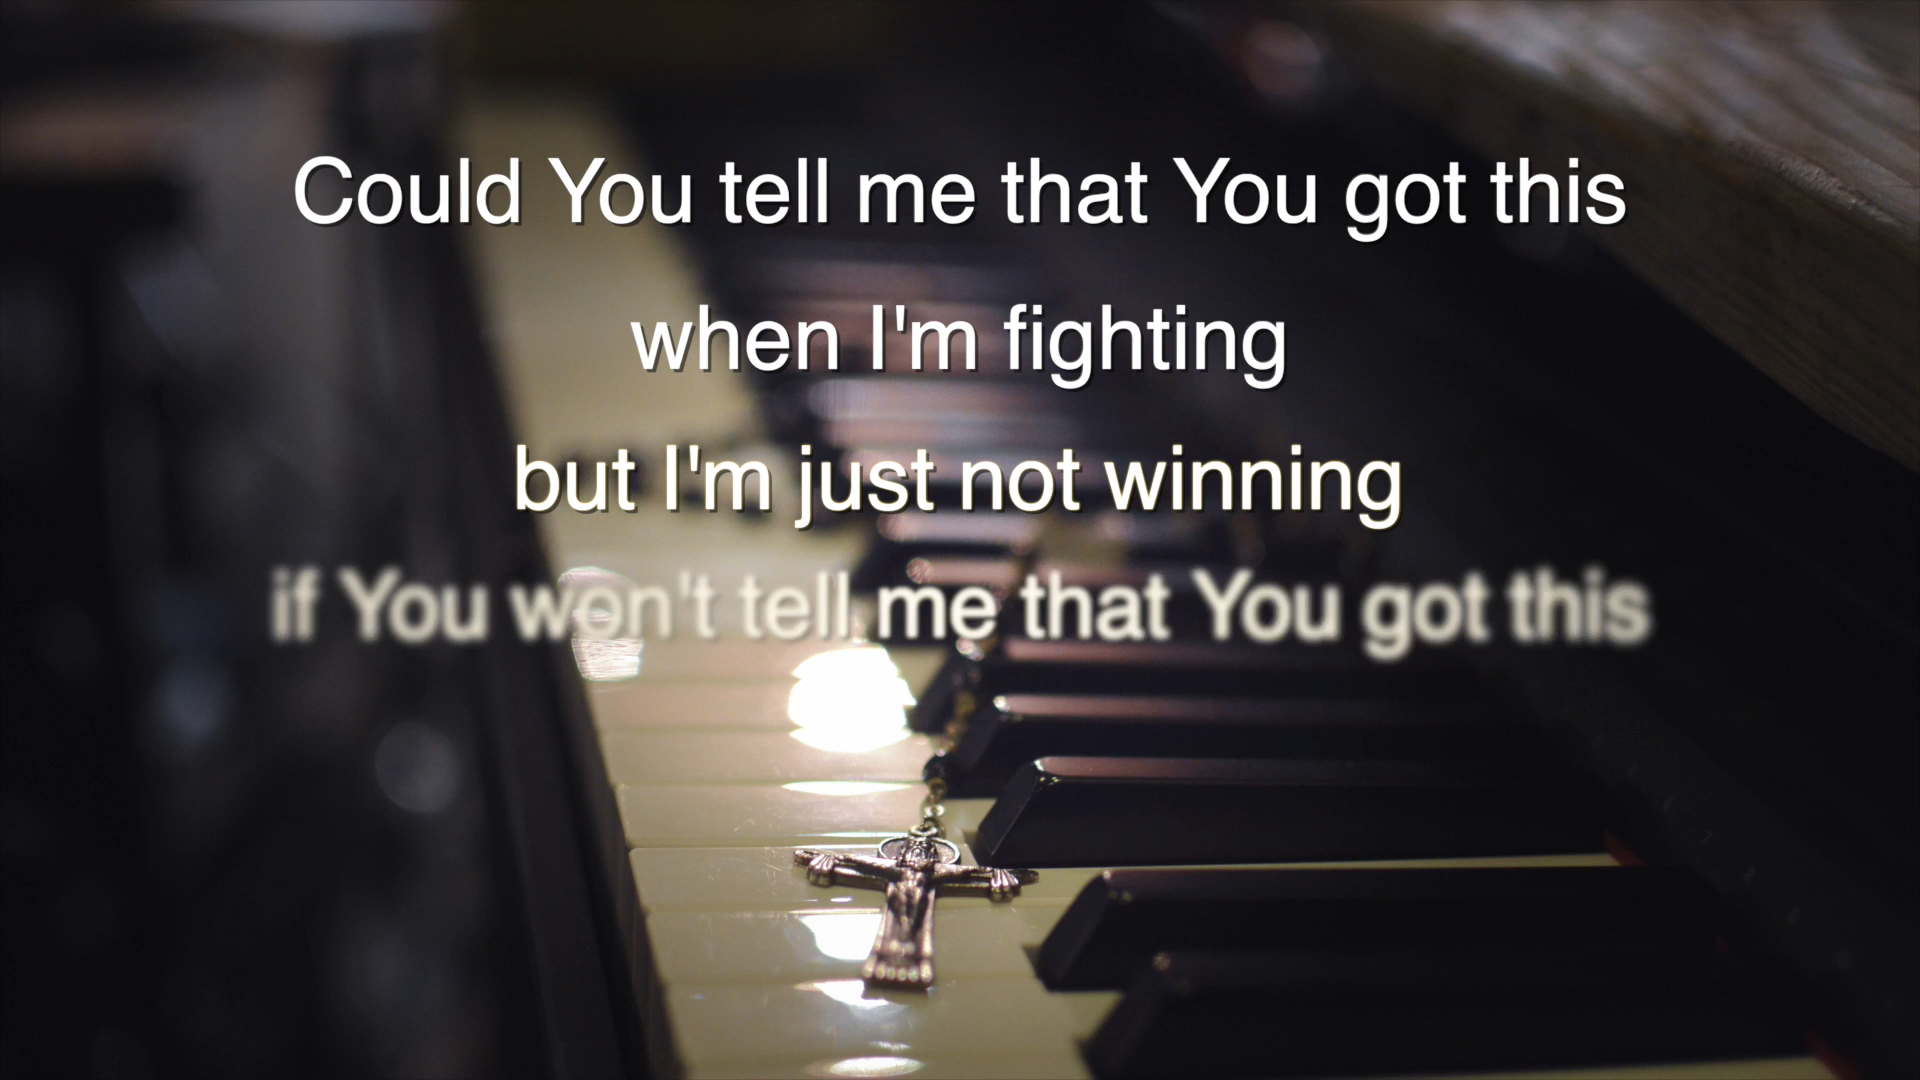 Could You tell me that You got this
when I'm fighting
but I'm just not winning
if You won't tell me that You got this